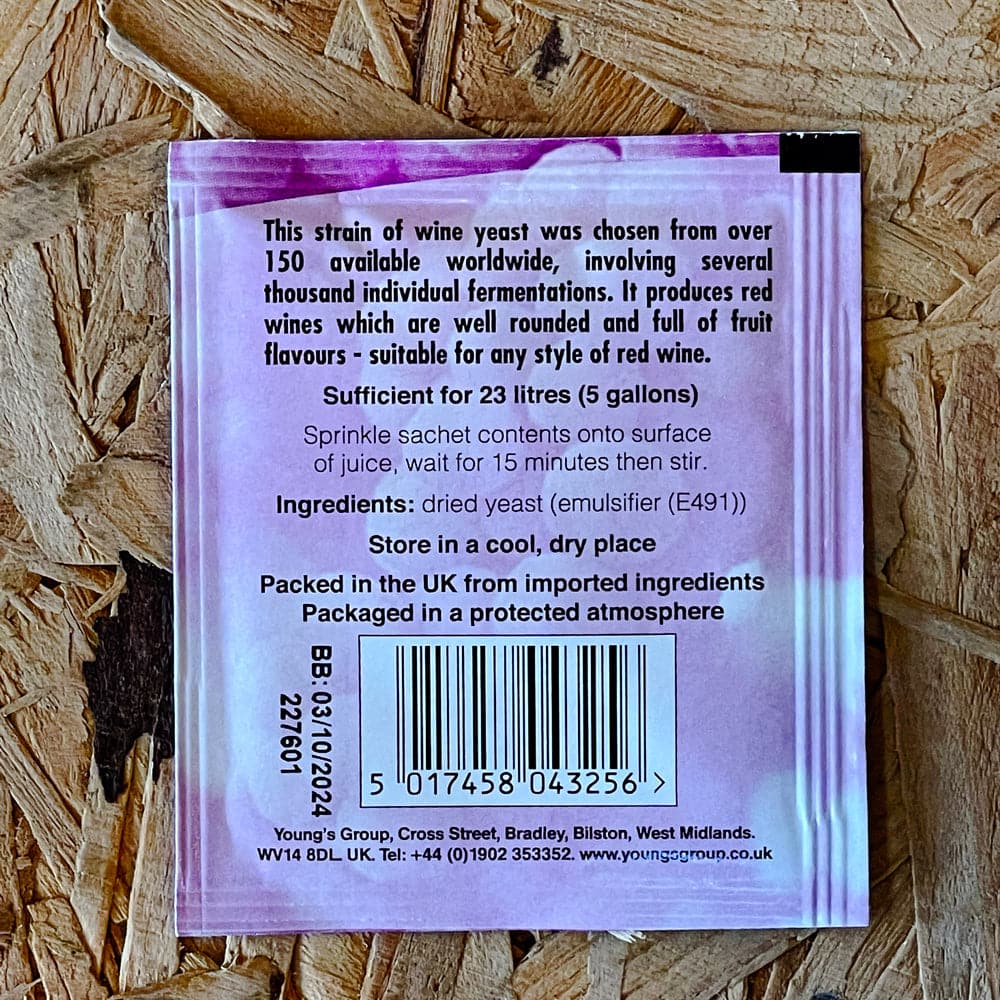 This strain of wine yeast was chosen from over
150 available worldwide, involving several
thousand individual fermentations. It produces red
wines which are well rounded and full of fruit
flavours - suitable for any style of red wine.
Sufficient for 23 litres (5 gallons)
Sprinkle sachet contents onto surface
of juice, wait for 15 minutes then stir.
Ingredients: dried yeast (emulsifier (E491))
Store in a cool, dry place
Packed in the UK from imported ingredients
Packaged in a protected atmosphere
BB: 03/10/2024
227601
5 017458 043256 >
Young's Group, Cross Street, Bradley, Bilston, West Midlands.
WV14 8DL. UK. Tel: +44 (0)1902 353352. www.youngsgroup.co.uk